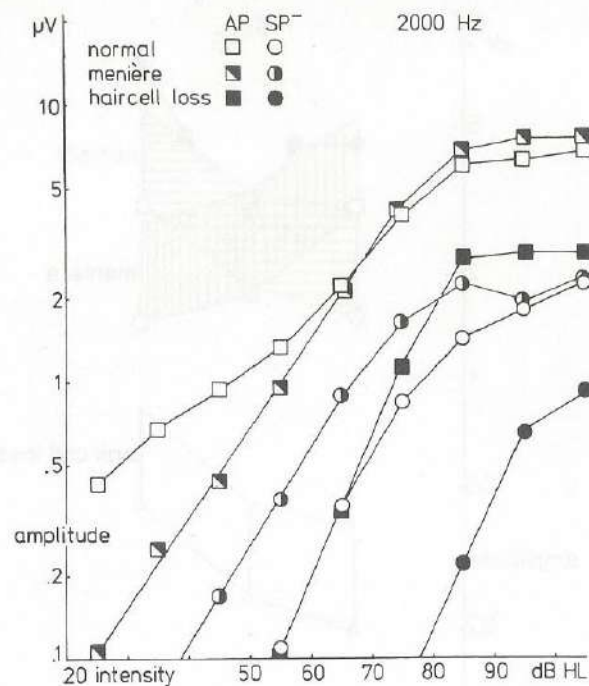 µV AP SP⁻ 2000 Hz
normal
menière
haircell loss
10
5
2
1
.5
amplitude
.2
.1
20 intensity 50 60 70 80 90 dB HL